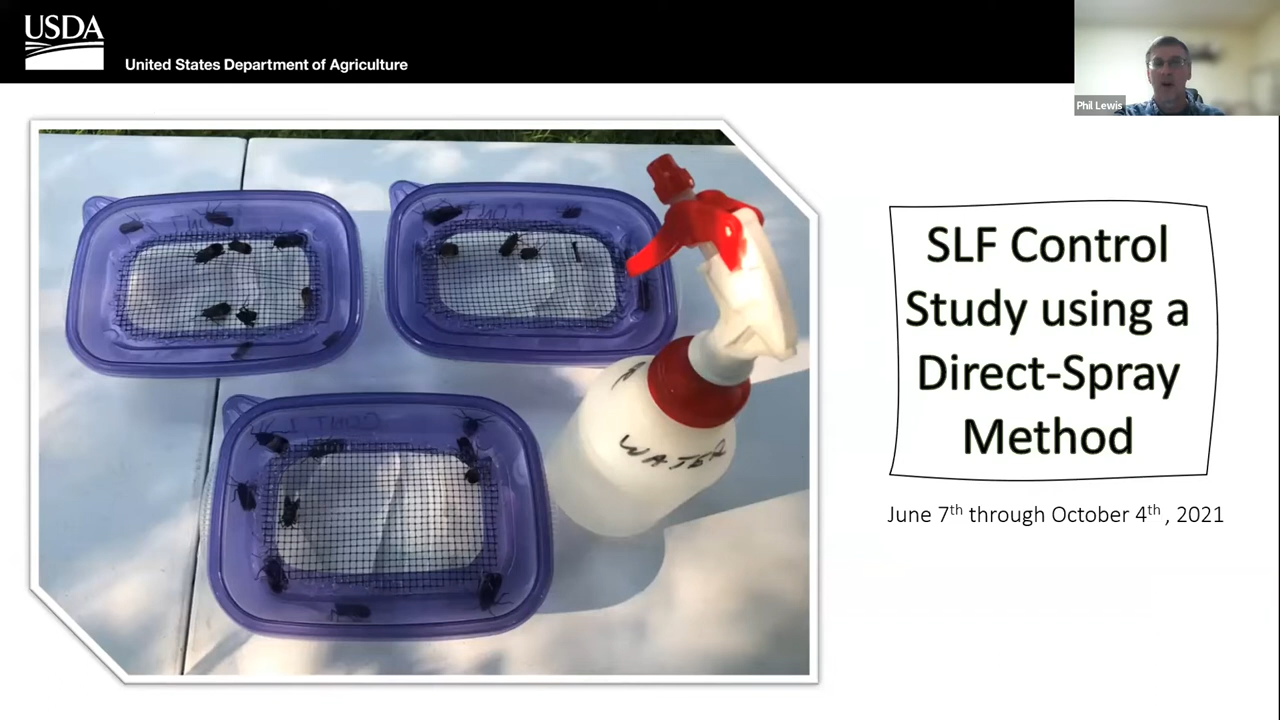 USDA
United States Department of Agriculture
Phil Lewis
SLF Control
Study using a
Direct-Spray
Method
June 7th through October 4th , 2021
WATER